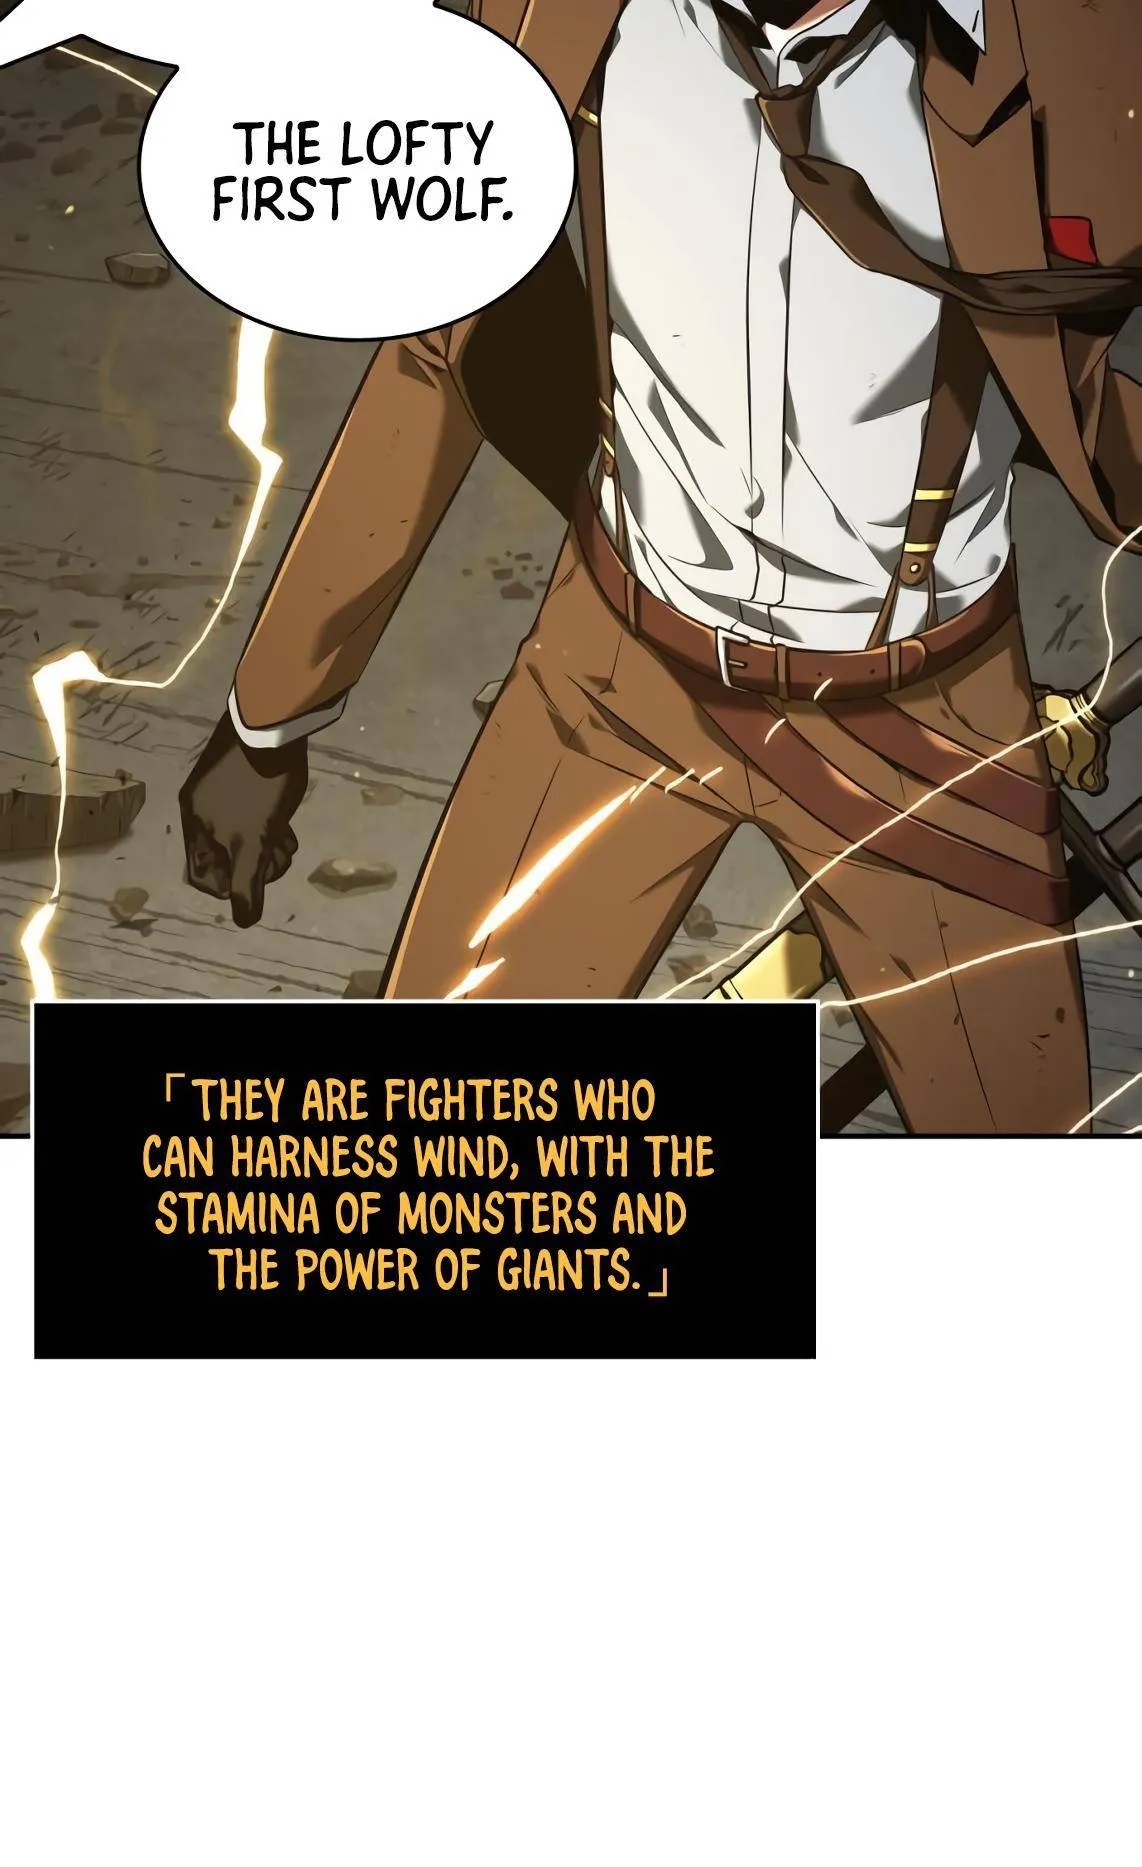 THE LOFTY
FIRST WOLF.
「THEY ARE FIGHTERS WHO
CAN HARNESS WIND, WITH THE
STAMINA OF MONSTERS AND
THE POWER OF GIANTS.」